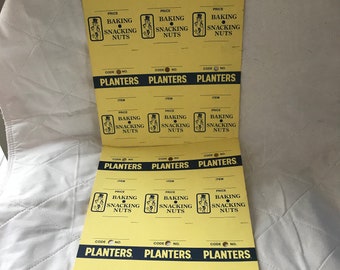 PRICE PRICE PRICE
BAKING BAKING BAKING
• • •
SNACKING SNACKING SNACKING
NUTS NUTS NUTS
CODE NO. CODE NO. CODE NO.
PLANTERS PLANTERS PLANTERS
ITEM ITEM ITEM
PRICE PRICE PRICE
BAKING BAKING BAKING
• • •
SNACKING SNACKING SNACKING
NUTS NUTS NUTS
CODE NO. CODE NO. CODE NO.
PLANTERS PLANTERS PLANTERS
ITEM ITEM ITEM
PRICE PRICE PRICE
BAKING BAKING BAKING
• • •
SNACKING SNACKING SNACKING
NUTS NUTS NUTS
CODE NO. CODE NO. CODE NO.
PLANTERS PLANTERS PLANTERS